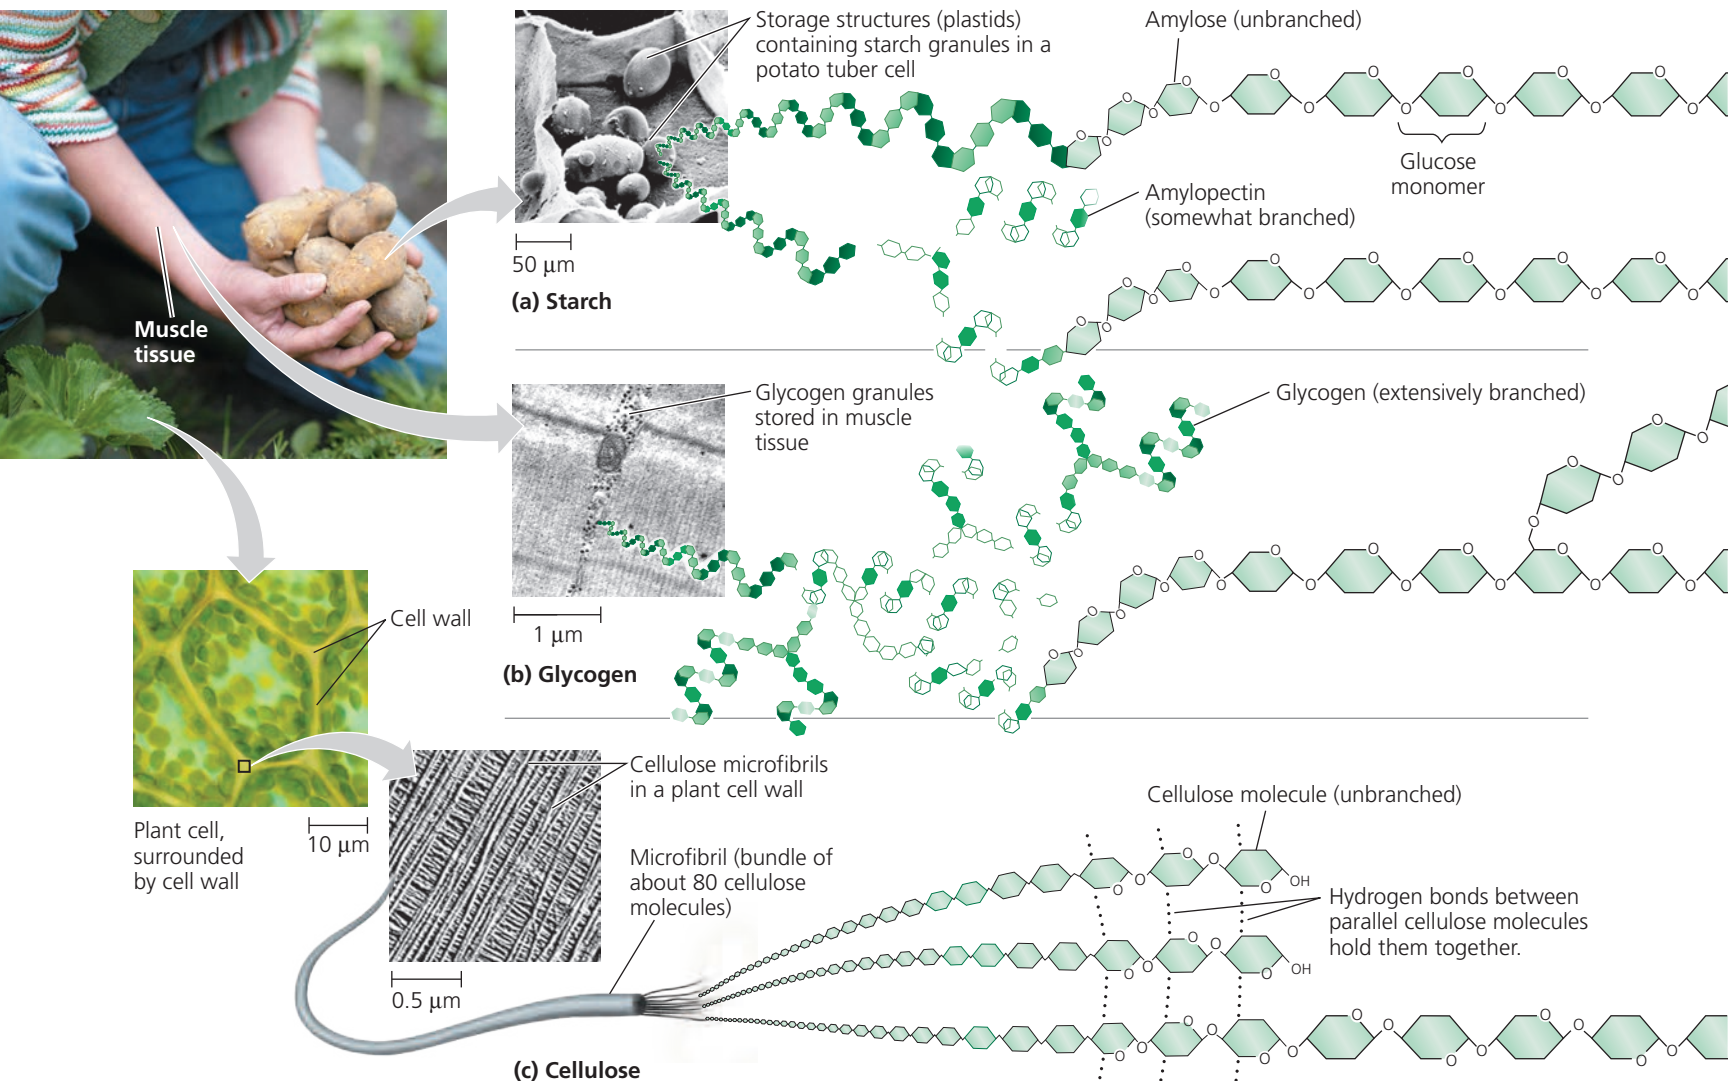 Storage structures (plastids)
containing starch granules in a
potato tuber cell
Amylose (unbranched)
Glucose
monomer
Amylopectin
(somewhat branched)
50 μm
(a) Starch
Muscle
tissue
Glycogen granules
stored in muscle
tissue
Glycogen (extensively branched)
1 μm
(b) Glycogen
Cell wall
Plant cell,
surrounded
by cell wall
10 μm
Cellulose microfibrils
in a plant cell wall
Microfibril (bundle of
about 80 cellulose
molecules)
0.5 μm
Cellulose molecule (unbranched)
Hydrogen bonds between
parallel cellulose molecules
hold them together.
(c) Cellulose
O O O O O O O O O O O O O O O
O O O O O O O O O O O O O O O
O O O O O O O O O O O O O O O O O O O O O O O
O O O O OH
O O O O OH
O O O O O O O O O O O O